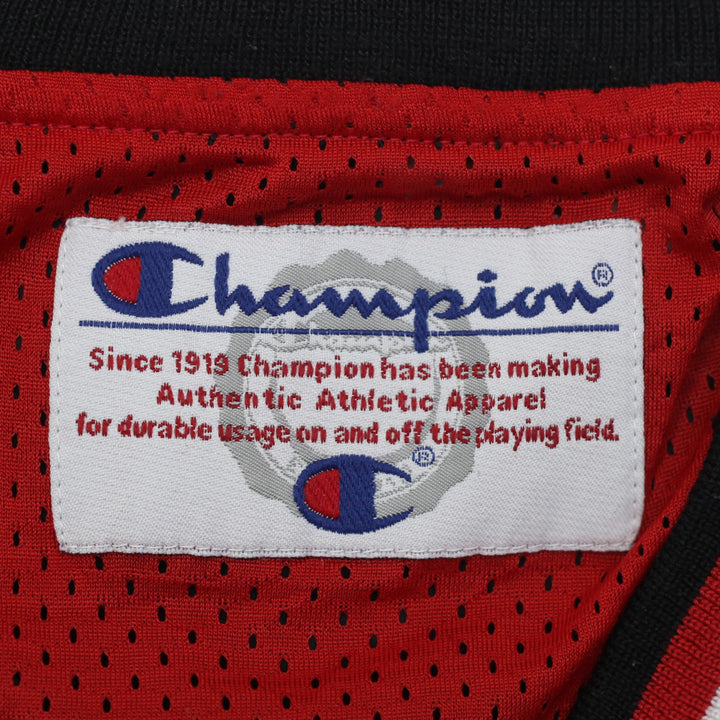 Champion®
Since 1919 Champion has been making
Authentic Athletic Apparel
for durable usage on and off the playing field.
®
Champion